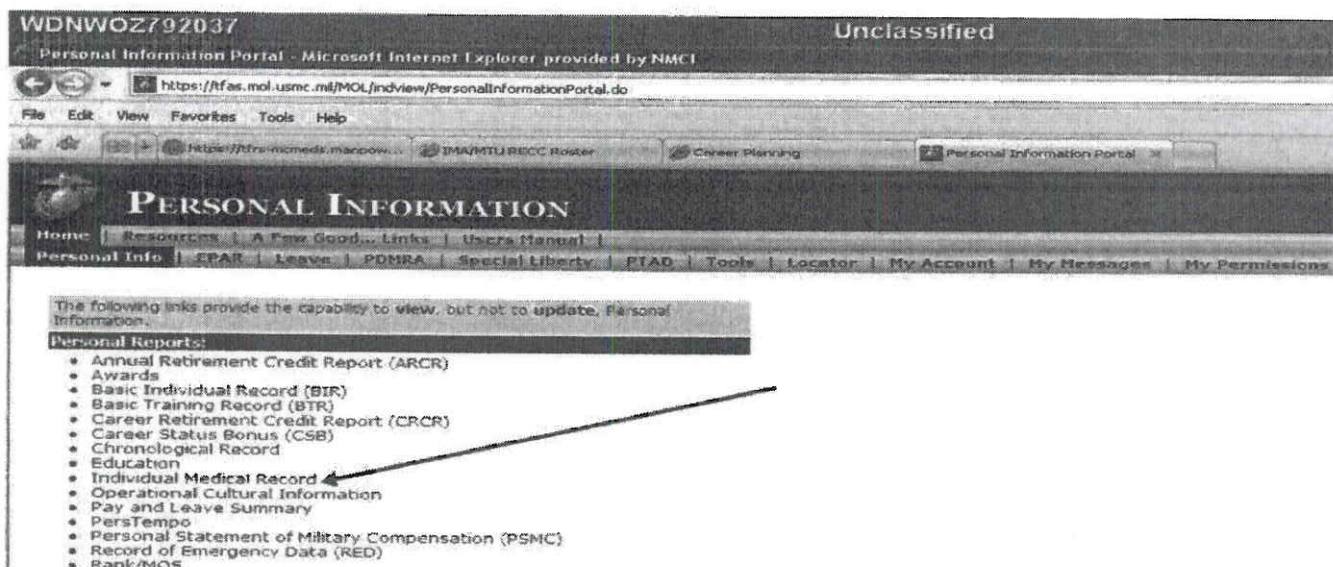 WDNWOZ792037 Unclassified
Personal Information Portal - Microsoft Internet Explorer provided by NMCI
https://tfas.mol.usmc.mil/MOL/indview/PersonalInformationPortal.do
File Edit View Favorites Tools Help
https://tfrs-mcmeds.manpow... IMA/MTU RECC Roster Career Planning Personal Information Portal
PERSONAL INFORMATION
Home | Resources | A Few Good... Links | Users Manual |
Personal Info | EPAR | Leave | PDMRA | Special Liberty | PTAD | Tools | Locator | My Account | My Messages | My Permissions
The following links provide the capability to view, but not to update, Personal
Information.
Personal Reports:
• Annual Retirement Credit Report (ARCR)
• Awards
• Basic Individual Record (BIR)
• Basic Training Record (BTR)
• Career Retirement Credit Report (CRCR)
• Career Status Bonus (CSB)
• Chronological Record
• Education
• Individual Medical Record
• Operational Cultural Information
• Pay and Leave Summary
• PersTempo
• Personal Statement of Military Compensation (PSMC)
• Record of Emergency Data (RED)
• Rank/MOS